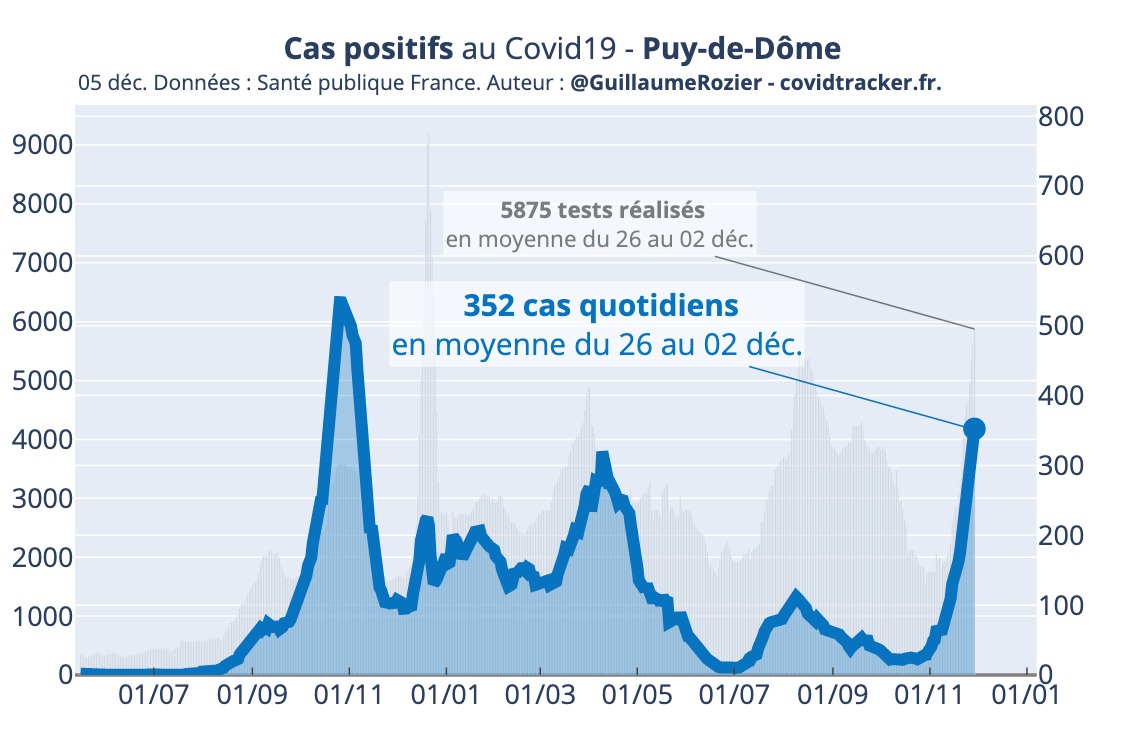 Cas positifs au Covid19 - Puy-de-Dôme
05 déc. Données : Santé publique France. Auteur : @GuillaumeRozier - covidtracker.fr.
9000
8000
7000
6000
5000
4000
3000
2000
1000
0
5875 tests réalisés
en moyenne du 26 au 02 déc.
352 cas quotidiens
en moyenne du 26 au 02 déc.
800
700
600
500
400
300
200
100
0
01/07 01/09 01/11 01/01 01/03 01/05 01/07 01/09 01/11 01/01